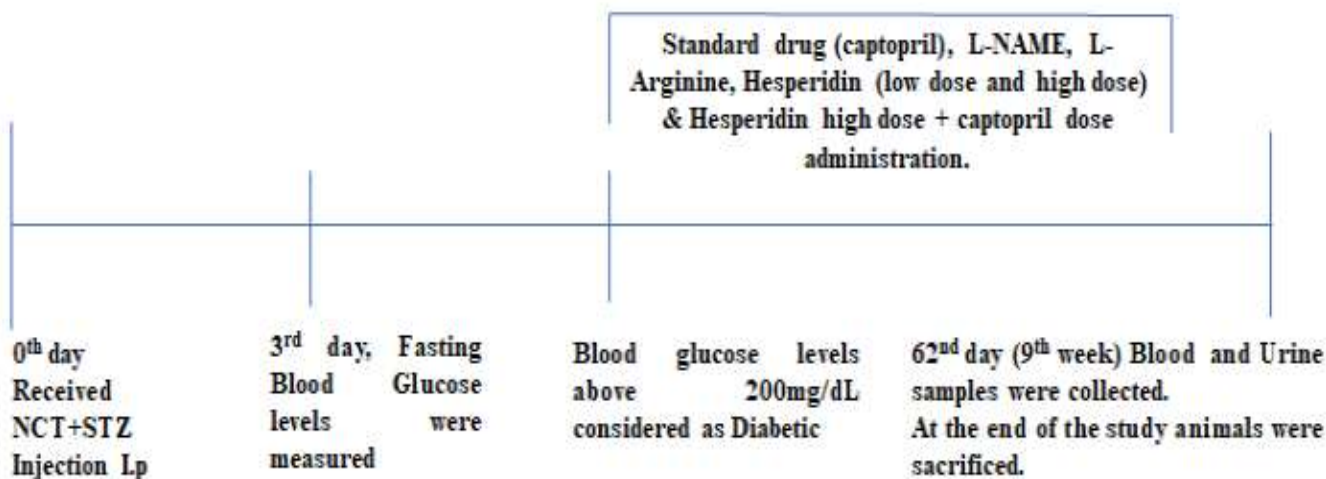 Standard drug (captopril), L-NAME, L-
Arginine, Hesperidin (low dose and high dose)
& Hesperidin high dose + captopril dose
administration.
0th day
Received
NCT+STZ
Injection I.p
3rd day, Fasting
Blood Glucose
levels were
measured
Blood glucose levels
above 200mg/dL
considered as Diabetic
62nd day (9th week) Blood and Urine
samples were collected.
At the end of the study animals were
sacrificed.